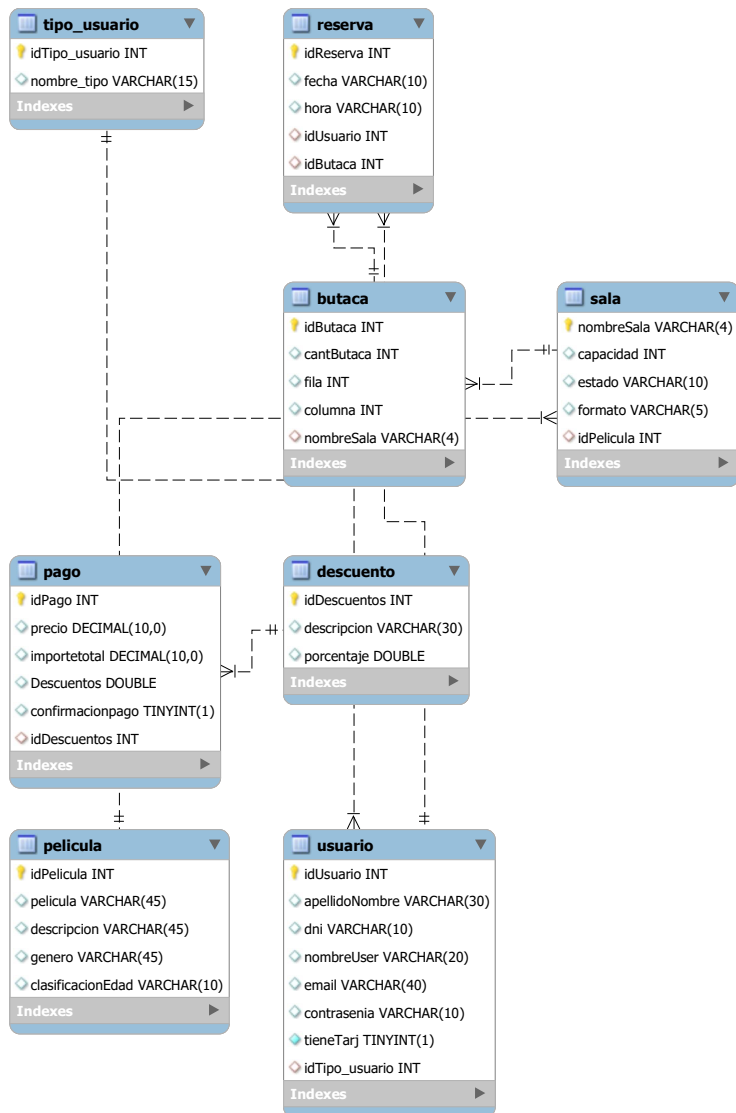 tipo_usuario
idTipo_usuario INT
nombre_tipo VARCHAR(15)
Indexes
reserva
idReserva INT
fecha VARCHAR(10)
hora VARCHAR(10)
idUsuario INT
idButaca INT
Indexes
butaca
idButaca INT
cantButaca INT
fila INT
columna INT
nombreSala VARCHAR(4)
Indexes
sala
nombreSala VARCHAR(4)
capacidad INT
estado VARCHAR(10)
formato VARCHAR(5)
idPelicula INT
Indexes
pago
idPago INT
precio DECIMAL(10,0)
importetotal DECIMAL(10,0)
Descuentos DOUBLE
confirmacionpago TINYINT(1)
idDescuentos INT
Indexes
descuento
idDescuentos INT
descripcion VARCHAR(30)
porcentaje DOUBLE
Indexes
pelicula
idPelicula INT
pelicula VARCHAR(45)
descripcion VARCHAR(45)
genero VARCHAR(45)
clasificacionEdad VARCHAR(10)
Indexes
usuario
idUsuario INT
apellidoNombre VARCHAR(30)
dni VARCHAR(10)
nombreUser VARCHAR(20)
email VARCHAR(40)
contrasenia VARCHAR(10)
tieneTarj TINYINT(1)
idTipo_usuario INT
Indexes